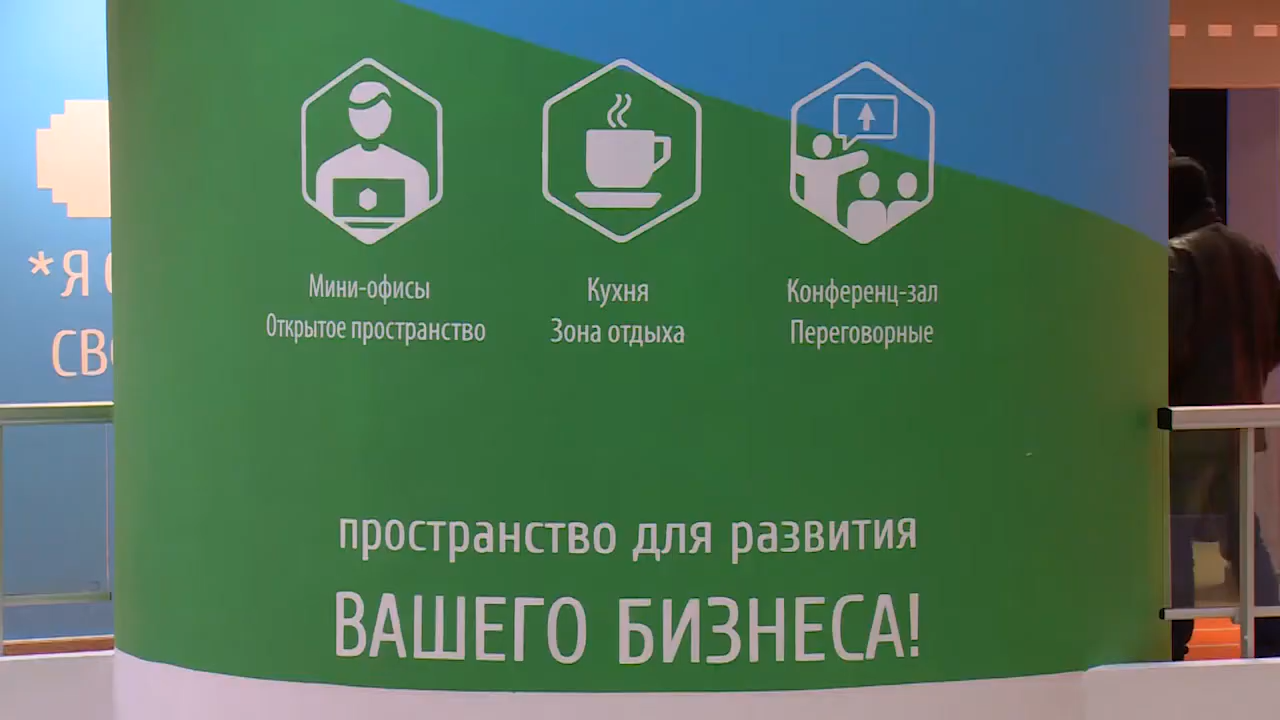 *Я
Мини-офисы
Открытое пространство
Кухня
Зона отдыха
Конференц-зал
Переговорные
пространство для развития
ВАШЕГО БИЗНЕСА!